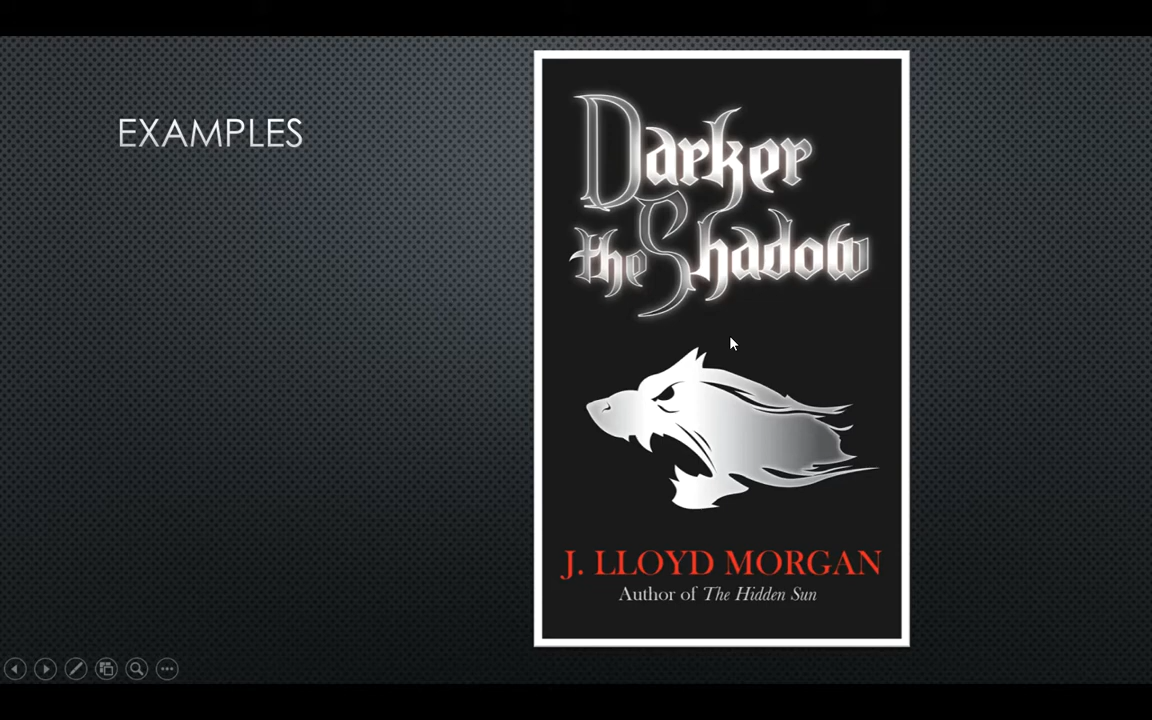 EXAMPLES
Darker
the Shadow
J. LLOYD MORGAN
Author of The Hidden Sun